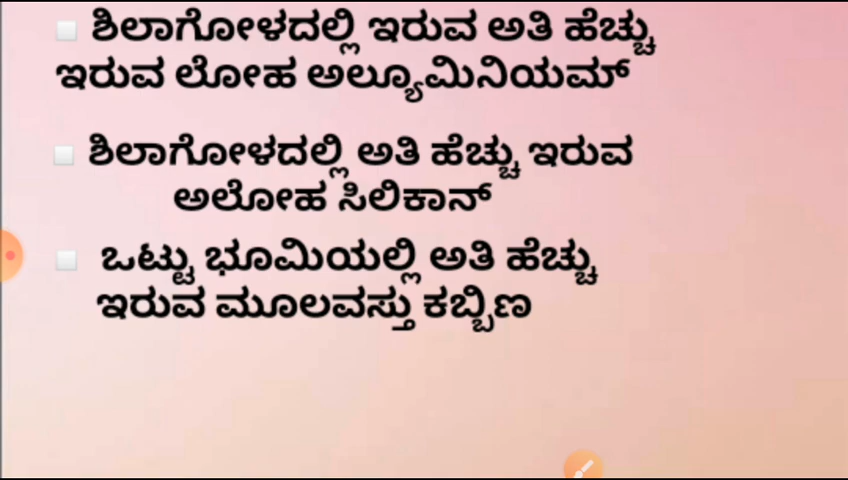 ಶಿಲಾಗೋಳದಲ್ಲಿ ಇರುವ ಅತಿ ಹೆಚ್ಚು
ಇರುವ ಲೋಹ ಅಲ್ಯೂಮಿನಿಯಮ್
ಶಿಲಾಗೋಳದಲ್ಲಿ ಅತಿ ಹೆಚ್ಚು ಇರುವ
ಅಲೋಹ ಸಿಲಿಕಾನ್
ಒಟ್ಟು ಭೂಮಿಯಲ್ಲಿ ಅತಿ ಹೆಚ್ಚು
ಇರುವ ಮೂಲವಸ್ತು ಕಬ್ಬಿಣ